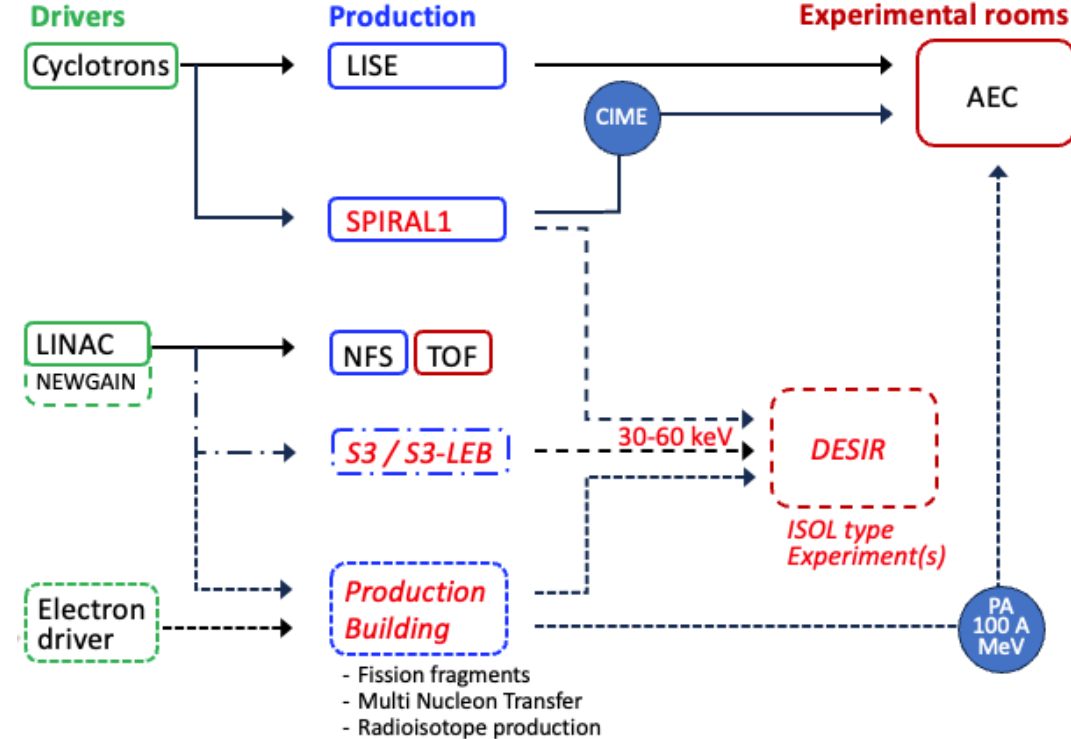 Drivers
Production
Experimental rooms
Cyclotrons
LISE
AEC
CIME
SPIRAL1
LINAC
NEWGAIN
NFS
TOF
S3 / S3-LEB
30-60 keV
DESIR
ISOL type
Experiment(s)
Electron
driver
Production
Building
PA
100 A
MeV
- Fission fragments
- Multi Nucleon Transfer
- Radioisotope production